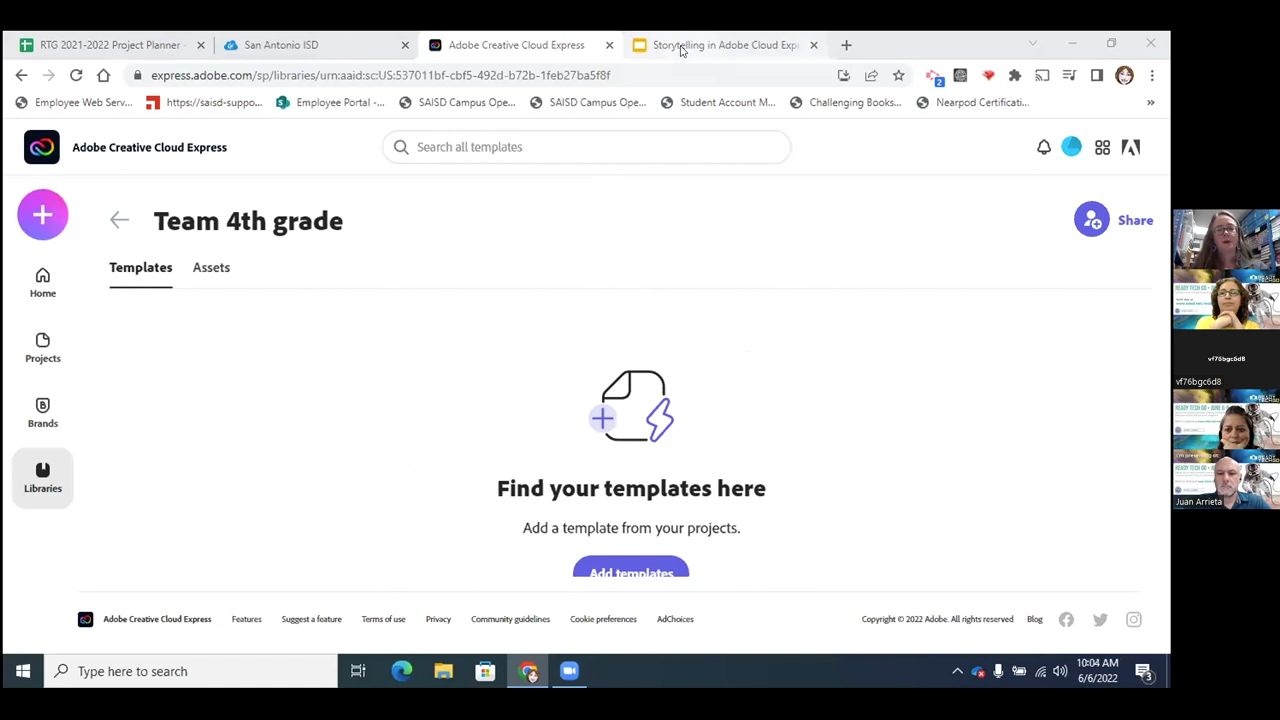 RTG 2021-2022 Project Planner
San Antonio ISD
Adobe Creative Cloud Express
Storytelling in Adobe Cloud Exp
express.adobe.com/sp/libraries/urn:aaid:sc:US:537011bf-cbf5-492d-b72b-1feb27ba5f8f
2
Employee Web Serv...
https://saisd-suppo...
Employee Portal -...
SAISD Campus Ope...
SAISD Campus Ope...
Student Account M...
Challenging Books...
Nearpod Certificati...
»
Adobe Creative Cloud Express
Search all templates
Team 4th grade
Share
Templates
Assets
Home
Projects
Brands
Libraries
Find your templates here
Add a template from your projects.
Add templates
Adobe Creative Cloud Express
Features
Suggest a feature
Terms of use
Privacy
Community guidelines
Cookie preferences
AdChoices
Copyright © 2022 Adobe. All rights reserved
Blog
Type here to search
10:04 AM
6/6/2022
3
vf76bgc6d8
vf76bgc6d8
Juan Arrieta